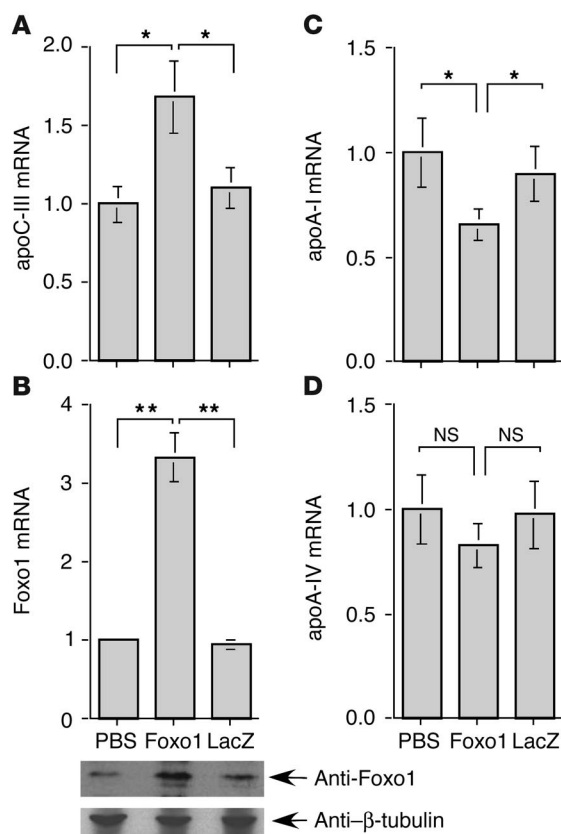 A
apoC-III mRNA
2.0
1.5
1.0
0.5
0.0
* *
B
Foxo1 mRNA
4
3
2
1
0
** **
PBS Foxo1 LacZ
Anti-Foxo1
Anti–β-tubulin
C
apoA-I mRNA
1.5
1.0
0.5
0.0
* *
D
apoA-IV mRNA
1.5
1.0
0.5
0.0
NS NS
PBS Foxo1 LacZ